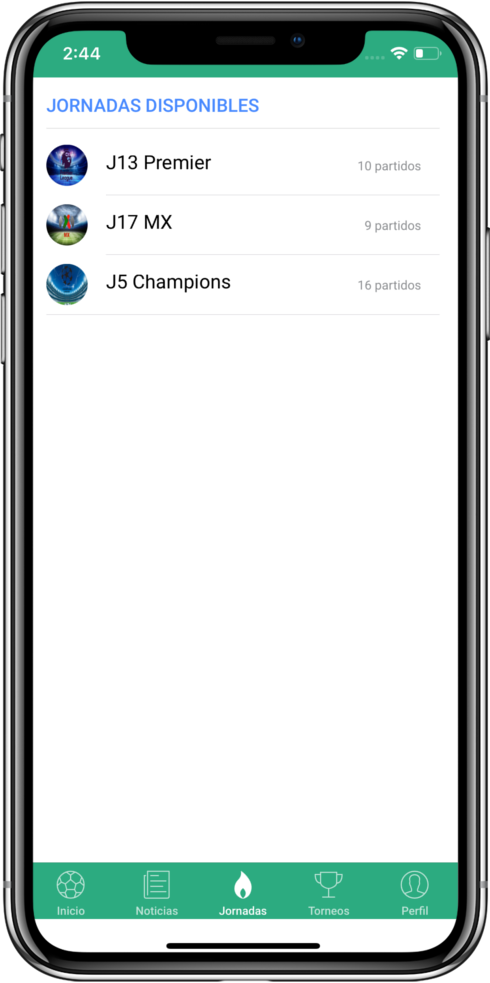 2:44
JORNADAS DISPONIBLES
J13 Premier
10 partidos
J17 MX
9 partidos
J5 Champions
16 partidos
Inicio
Noticias
Jornadas
Torneos
Perfil